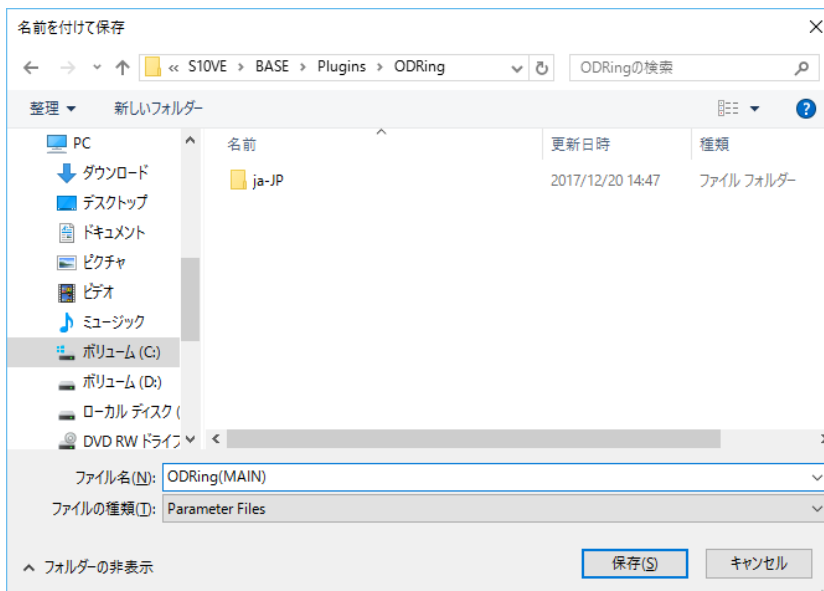 名前を付けて保存
« S10VE > BASE > Plugins > ODRing
ODRingの検索
整理
新しいフォルダー
PC
ダウンロード
デスクトップ
ドキュメント
ピクチャ
ビデオ
ミュージック
ボリューム (C:)
ボリューム (D:)
ローカル ディスク (
DVD RW ドライブ
名前
更新日時
種類
ja-JP
2017/12/20 14:47
ファイル フォルダー
ファイル名(N):
ODRing(MAIN)
ファイルの種類(T):
Parameter Files
フォルダーの非表示
保存(S)
キャンセル